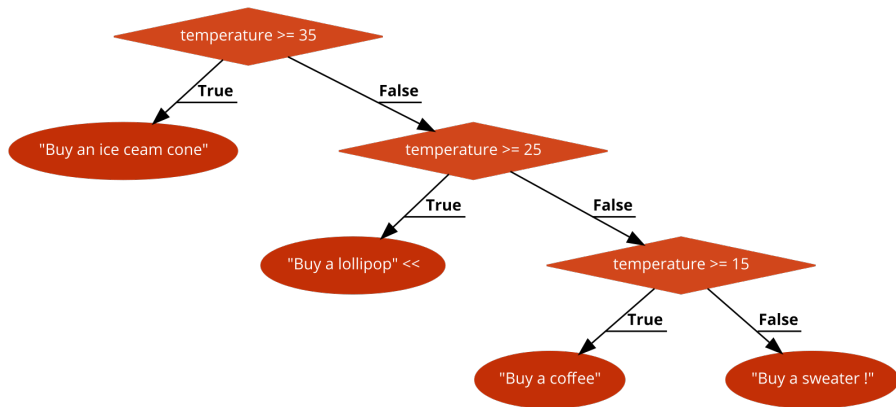 temperature >= 35
True
False
"Buy an ice ceam cone"
temperature >= 25
True
False
"Buy a lollipop" <<
temperature >= 15
True
False
"Buy a coffee"
"Buy a sweater !"